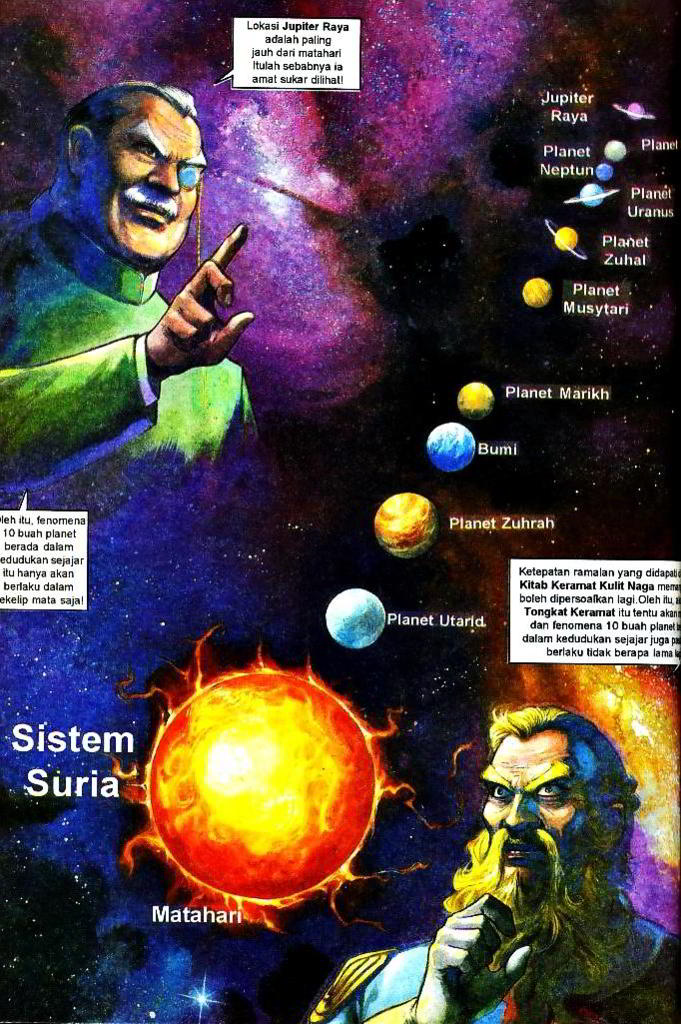 Lokasi Jupiter Raya
adalah paling
jauh dari matahari
Itulah sebabnya ia
amat sukar dilihat!
Jupiter
Raya
Planet
Planet
Neptun
Planet
Uranus
Planet
Zuhal
Planet
Musytari
Planet Marikh
Bumi
Planet Zuhrah
leh itu, fenomena
10 buah planet
berada dalam
edudukan sejajar
itu hanya akan
berlaku dalam
ekelip mata saja!
Ketepatan ramalan yang didapati
Kitab Keramat Kulit Naga
boleh dipersoalkan lagi.Oleh itu,
Tongkat Keramat itu tentu akan
dan fenomena 10 buah planet
dalam kedudukan sejajar juga
berlaku tidak berapa lama
Planet Utarid
Sistem
Suria
Matahari